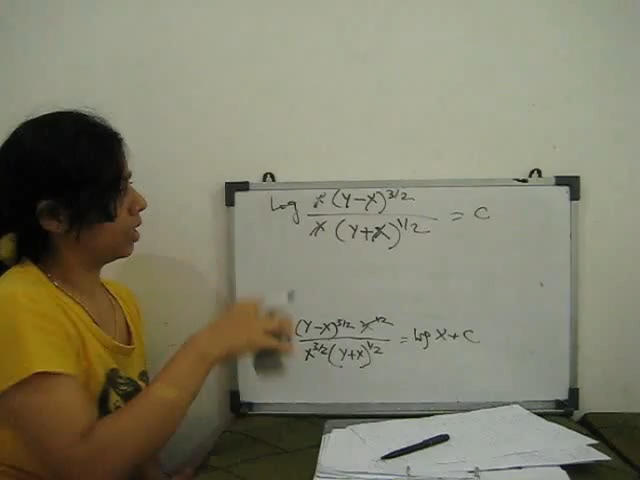 log x (y-x)^3/2 / x (y+x)^1/2 = C
(y-x)^3/2 x^1/2 / x^3/2 (y+x)^1/2 = log x + C